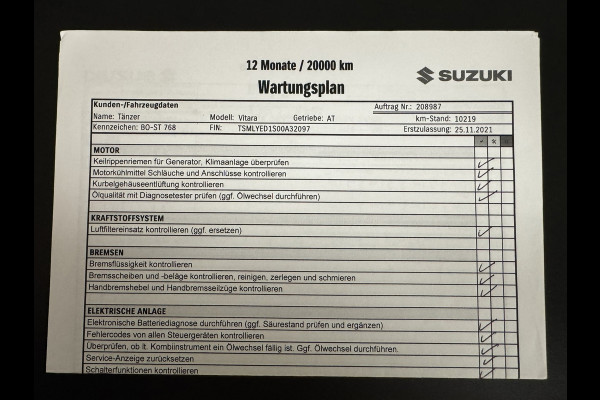 12 Monate / 20000 km
SUZUKI
Wartungsplan
Kunden-/Fahrzeugdaten Auftrag Nr.: 208987
Name: Tänzer Modell: Vitara Getriebe: AT km-Stand: 10219
Kennzeichen: BO-ST 768 FIN: TSMLYED1S00A32097 Erstzulassung: 25.11.2021
MOTOR
Keilrippenriemen für Generator, Klimaanlage überprüfen
Motorkühlmittel Schläuche und Anschlüsse kontrollieren
Kurbelgehäuseentlüftung kontrollieren
Ölqualität mit Diagnosetester prüfen (ggf. Ölwechsel durchführen)
KRAFTSTOFFSYSTEM
Luftfiltereinsatz kontrollieren (ggf. ersetzen)
BREMSEN
Bremsflüssigkeit kontrollieren
Bremsscheiben und -beläge kontrollieren, reinigen, zerlegen und schmieren
Handbremshebel und Handbremsseilzüge kontrollieren
ELEKTRISCHE ANLAGE
Elektronische Batteriediagnose durchführen (ggf. Säurestand prüfen und ergänzen)
Fehlercodes von allen Steuergeräten kontrollieren
Überprüfen, ob lt. Kombiinstrument ein Ölwechsel fällig ist. Ggf. Ölwechsel durchführen.
Service-Anzeige zurücksetzen
Schalterfunktionen kontrollieren